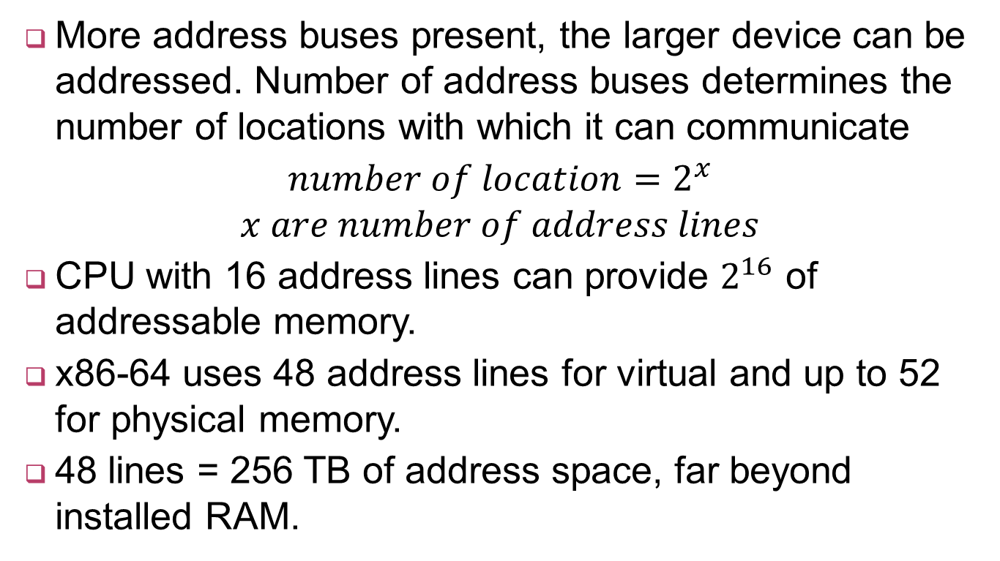 More address buses present, the larger device can be
addressed. Number of address buses determines the
number of locations with which it can communicate
number of location = 2^x
x are number of address lines
CPU with 16 address lines can provide 2^16 of
addressable memory.
x86-64 uses 48 address lines for virtual and up to 52
for physical memory.
48 lines = 256 TB of address space, far beyond
installed RAM.